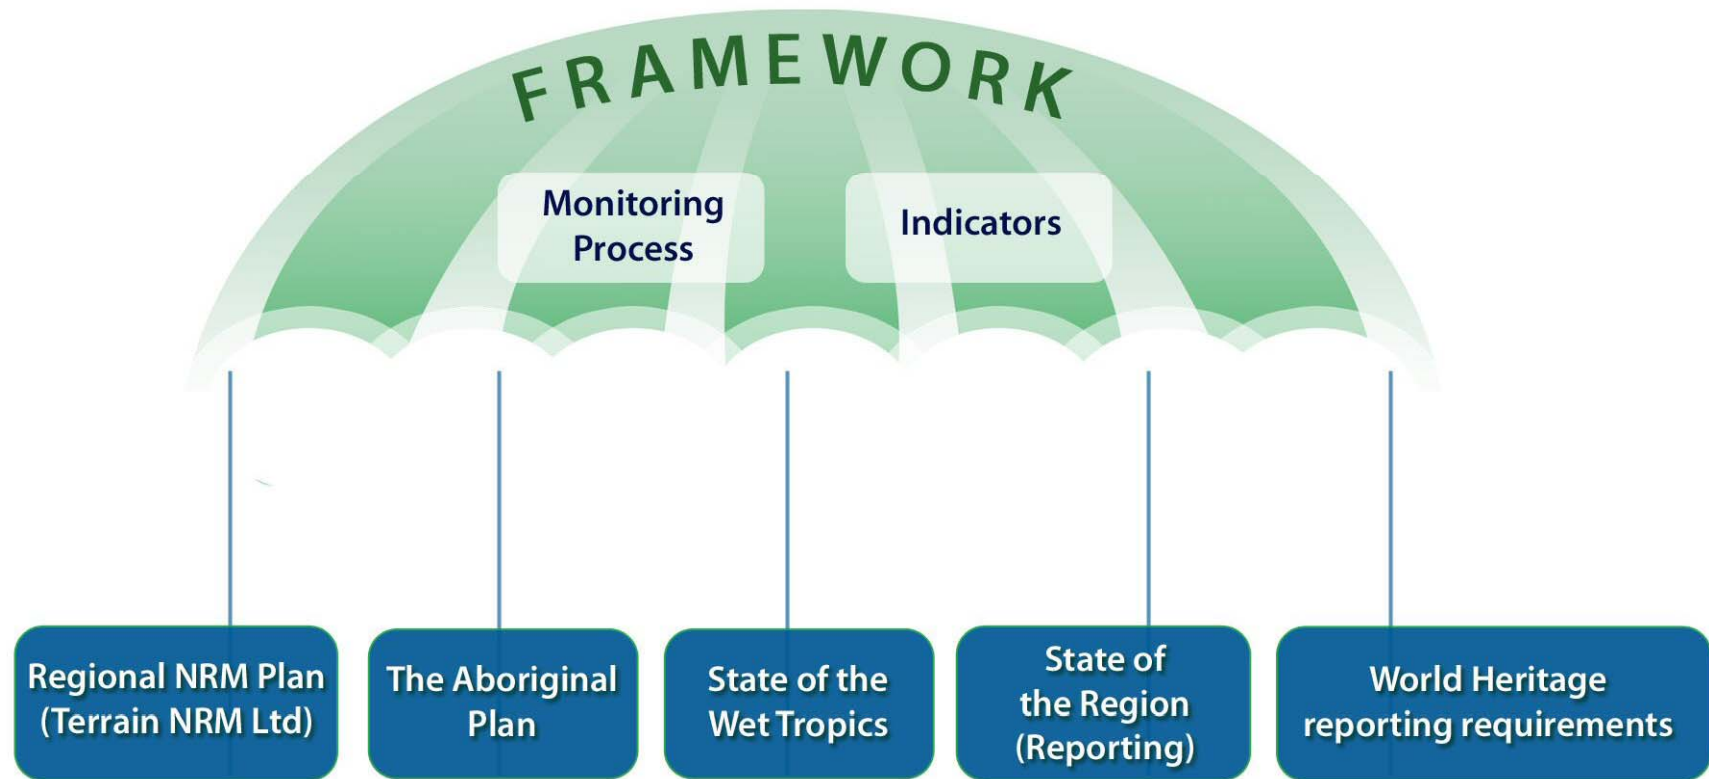 FRAMEWORK
Monitoring
Process
Indicators
Regional NRM Plan
(Terrain NRM Ltd)
The Aboriginal
Plan
State of the
Wet Tropics
State of
the Region
(Reporting)
World Heritage
reporting requirements